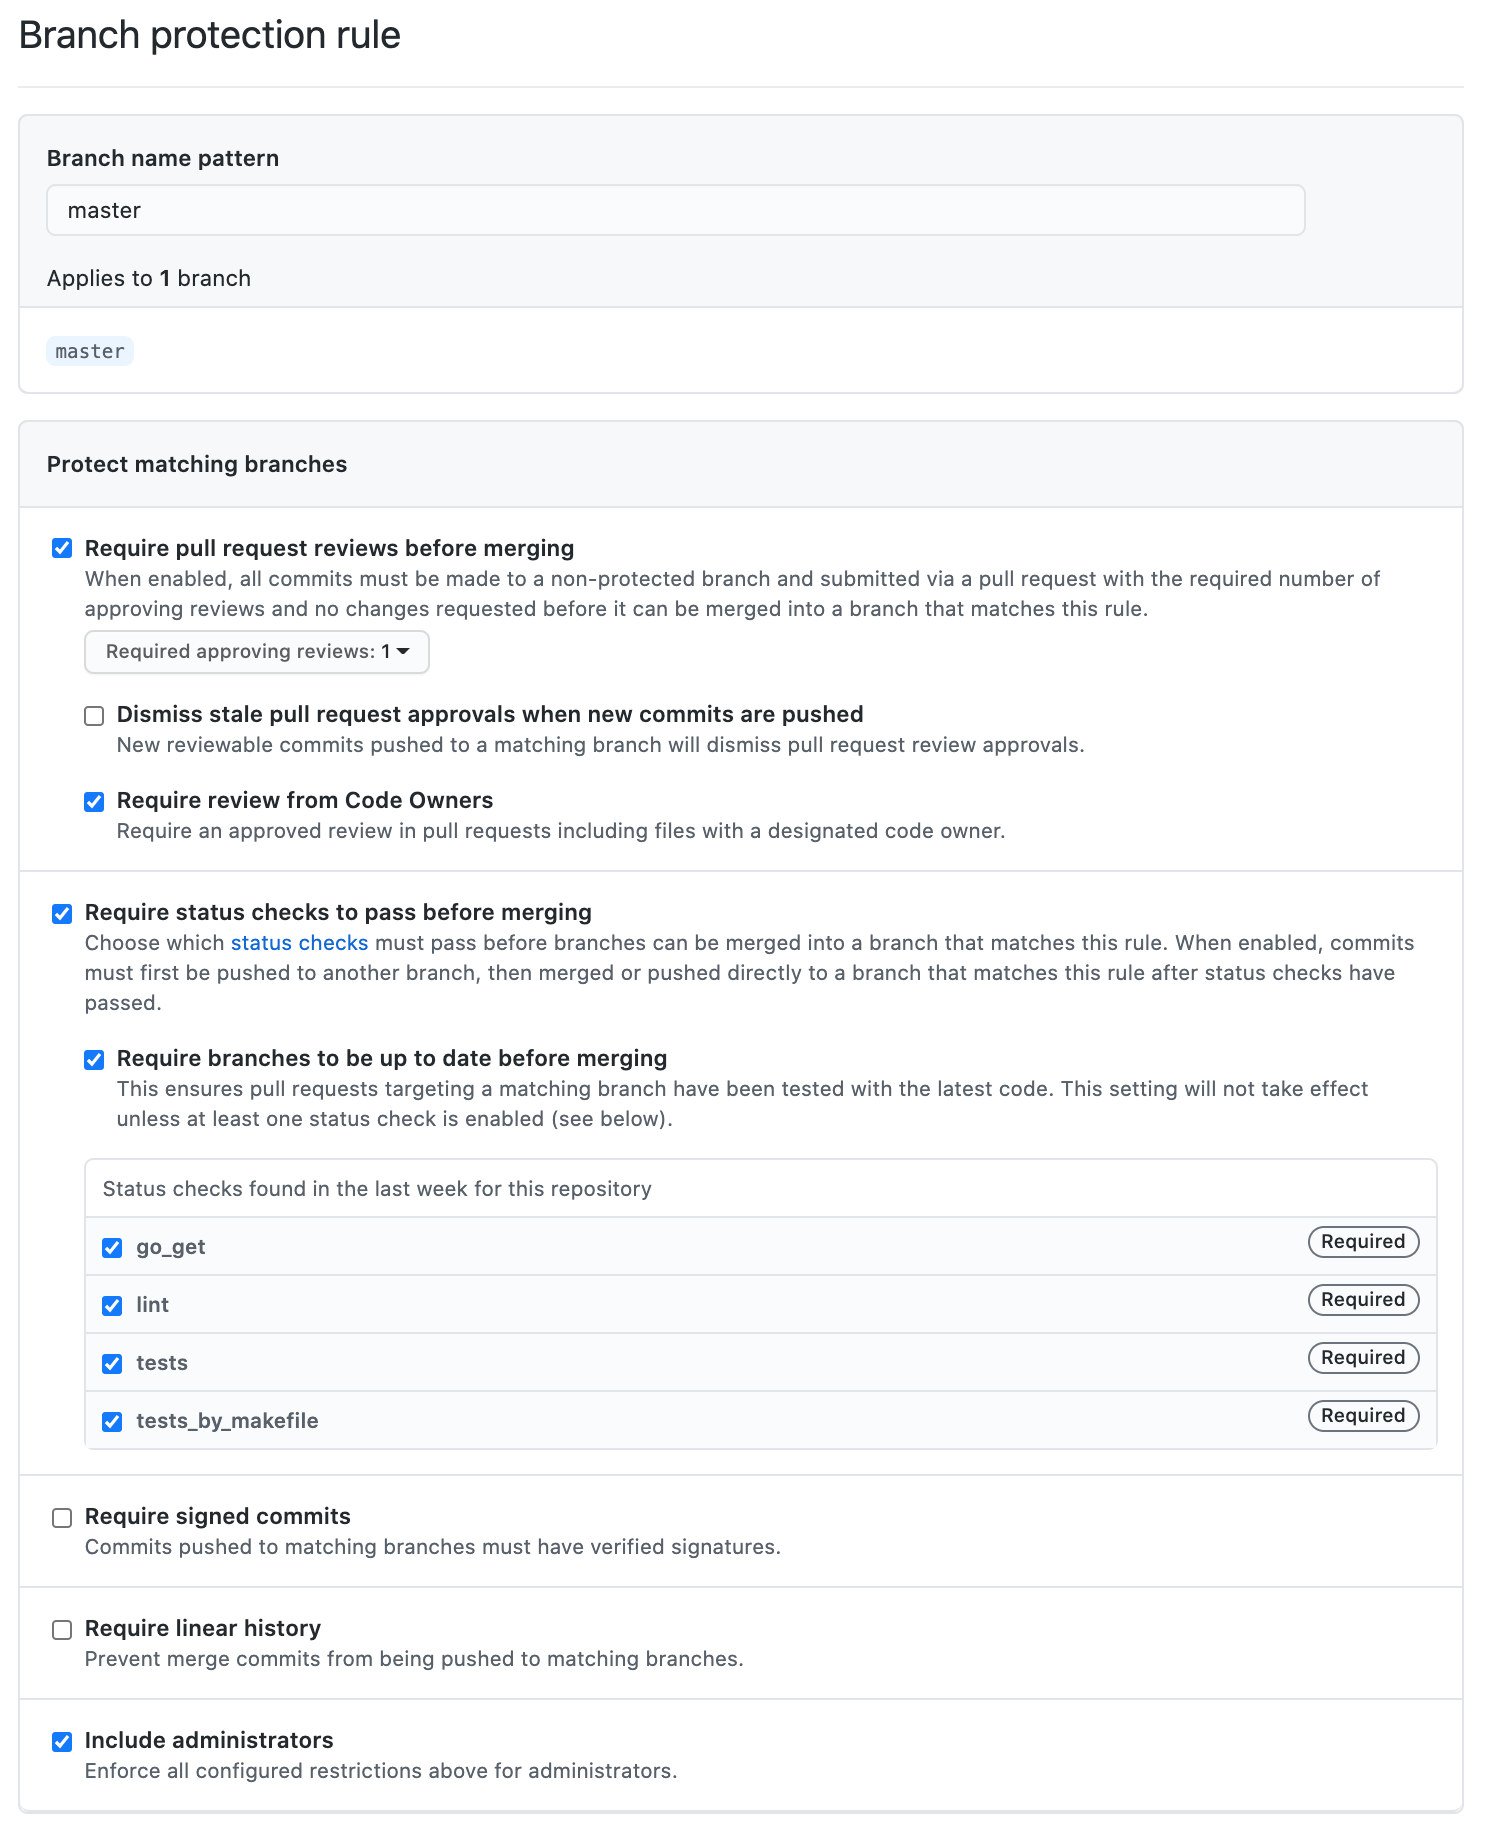 Branch protection rule
Branch name pattern
master
Applies to 1 branch
master
Protect matching branches
Require pull request reviews before merging
When enabled, all commits must be made to a non-protected branch and submitted via a pull request with the required number of
approving reviews and no changes requested before it can be merged into a branch that matches this rule.
Required approving reviews: 1
Dismiss stale pull request approvals when new commits are pushed
New reviewable commits pushed to a matching branch will dismiss pull request review approvals.
Require review from Code Owners
Require an approved review in pull requests including files with a designated code owner.
Require status checks to pass before merging
Choose which status checks must pass before branches can be merged into a branch that matches this rule. When enabled, commits
must first be pushed to another branch, then merged or pushed directly to a branch that matches this rule after status checks have
passed.
Require branches to be up to date before merging
This ensures pull requests targeting a matching branch have been tested with the latest code. This setting will not take effect
unless at least one status check is enabled (see below).
Status checks found in the last week for this repository
go_get Required
lint Required
tests Required
tests_by_makefile Required
Require signed commits
Commits pushed to matching branches must have verified signatures.
Require linear history
Prevent merge commits from being pushed to matching branches.
Include administrators
Enforce all configured restrictions above for administrators.